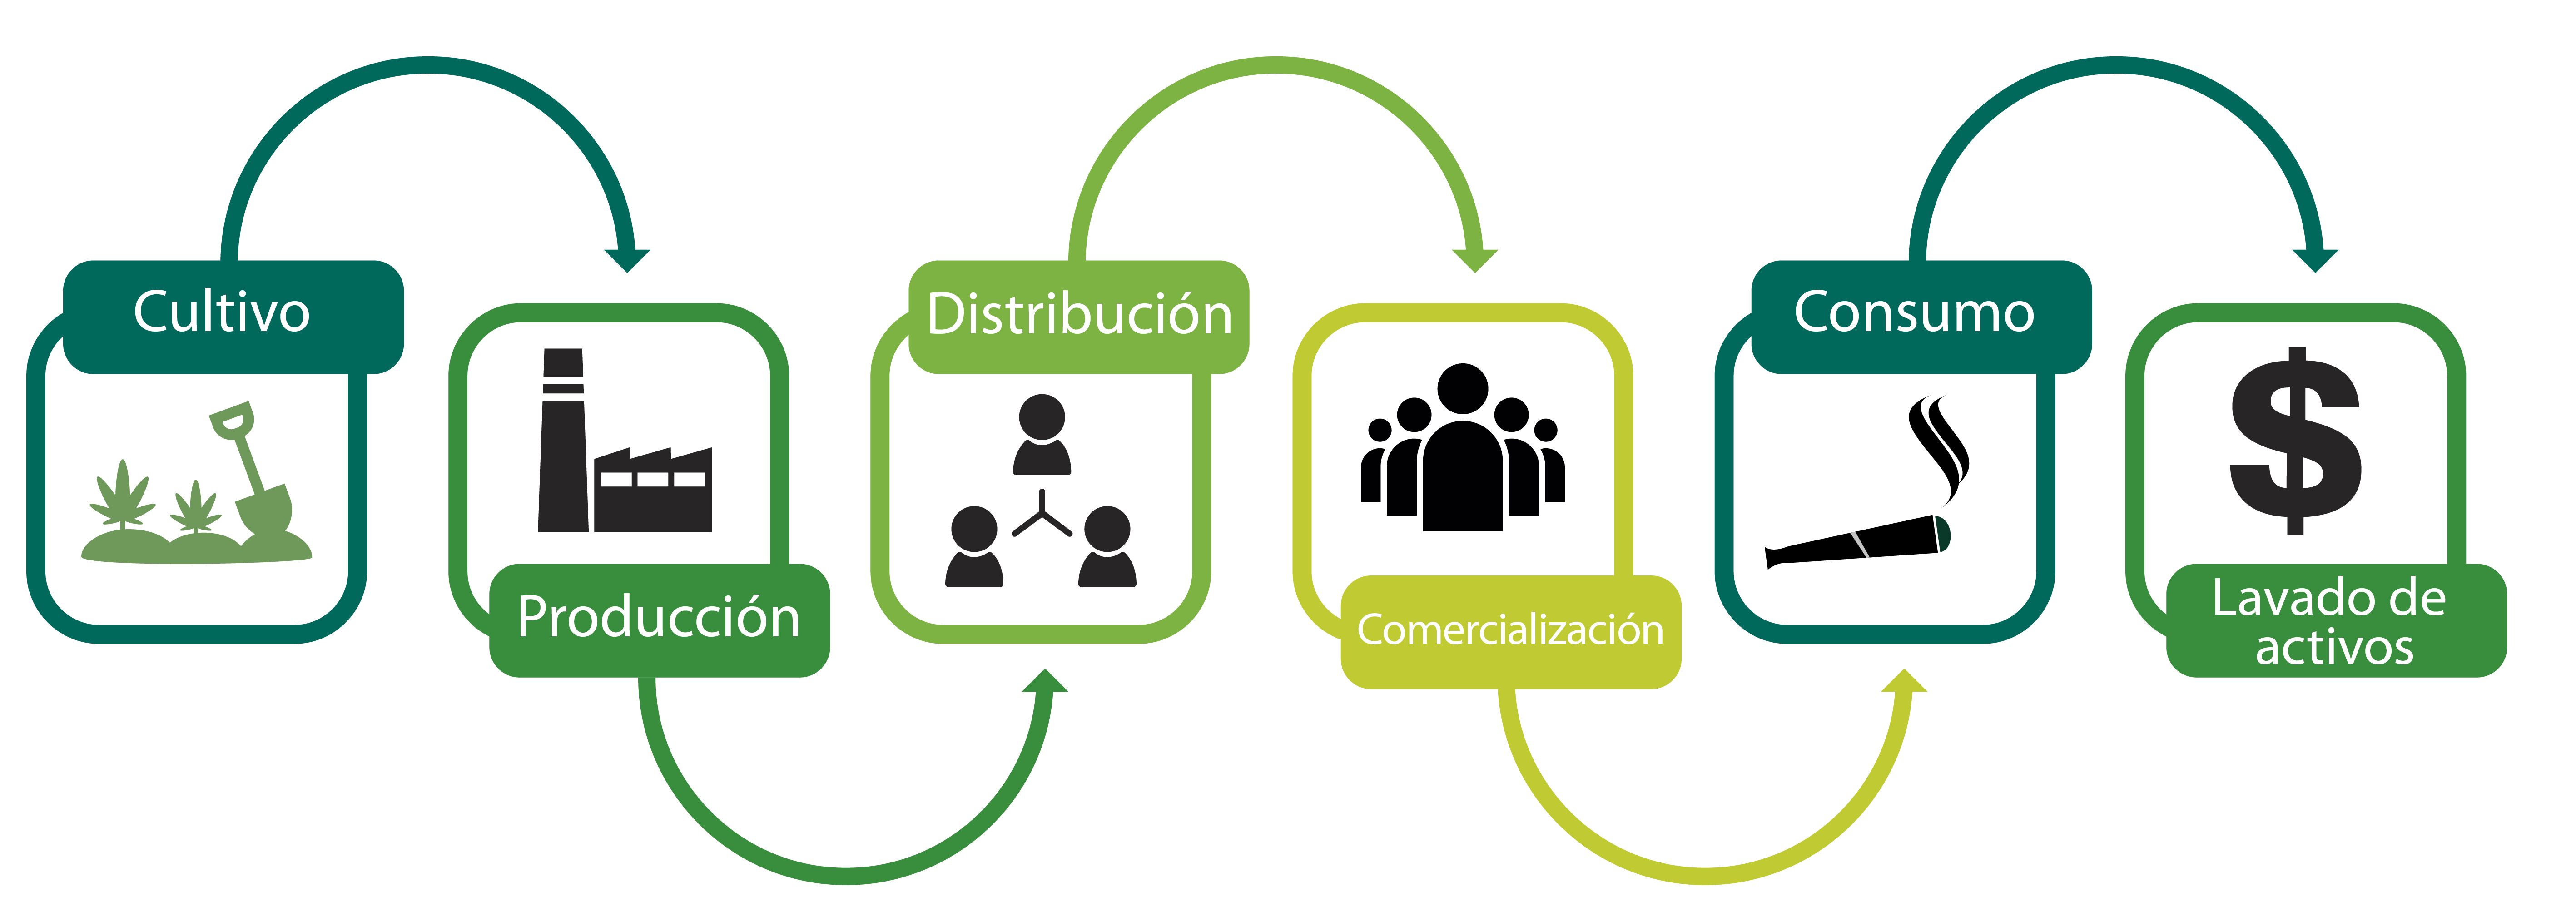 Cultivo
Producción
Distribución
Comercialización
Consumo
Lavado de
activos